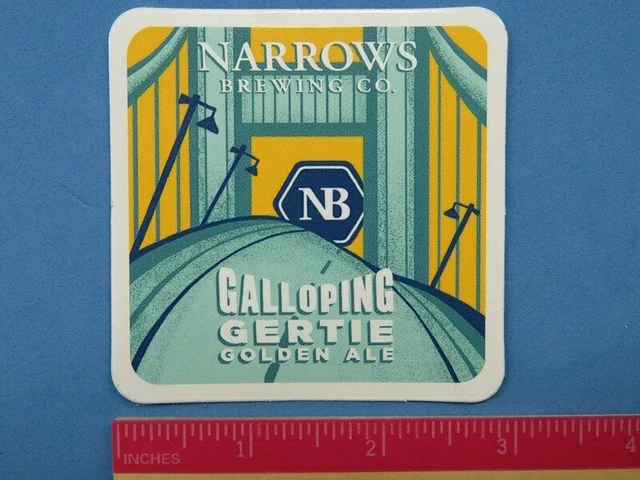 NARROWS
BREWING CO.
NB
GALLOPING
GERTIE
GOLDEN ALE
1 2 3 4
INCHES